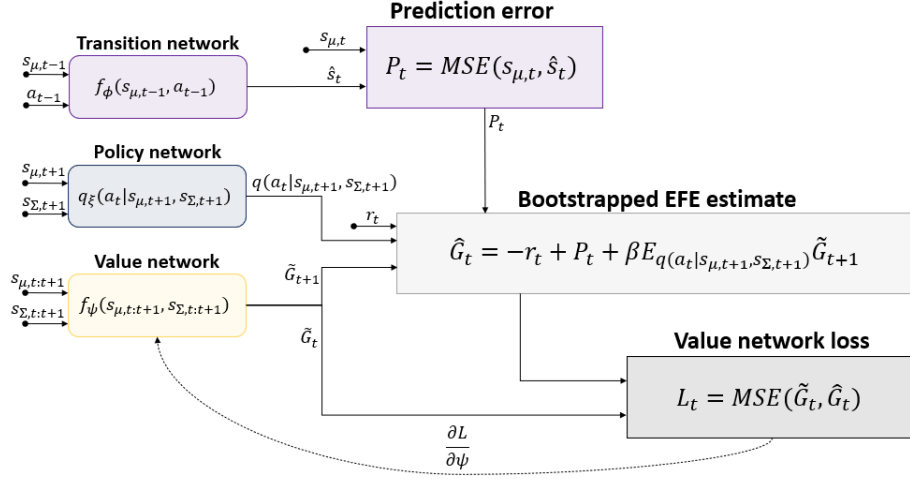 Prediction error
s_{μ,t}
P_t = MSE(s_{μ,t}, ŝ_t)
Transition network
s_{μ,t−1}
a_{t−1}
f_ϕ(s_{μ,t−1}, a_{t−1})
ŝ_t
P_t
Policy network
s_{μ,t+1}
s_{Σ,t+1}
q_ξ(a_t|s_{μ,t+1}, s_{Σ,t+1})
q(a_t|s_{μ,t+1}, s_{Σ,t+1})
Bootstrapped EFE estimate
r_t
Ĝ_t = −r_t + P_t + βE_{q(a_t|s_{μ,t+1},s_{Σ,t+1})}G̃_{t+1}
Value network
s_{μ,t:t+1}
s_{Σ,t:t+1}
f_ψ(s_{μ,t:t+1}, s_{Σ,t:t+1})
G̃_{t+1}
G̃_t
Value network loss
L_t = MSE(G̃_t, Ĝ_t)
∂L
∂ψ